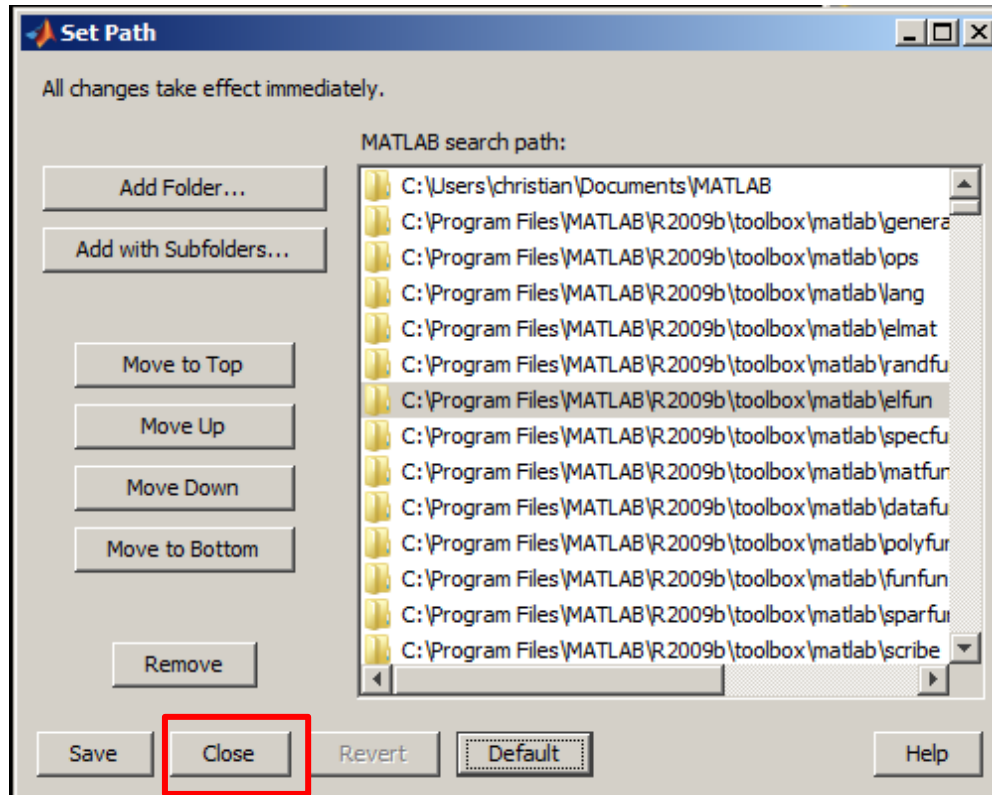 Set Path
All changes take effect immediately.
MATLAB search path:
Add Folder...
Add with Subfolders...
Move to Top
Move Up
Move Down
Move to Bottom
Remove
C:\Users\christian\Documents\MATLAB
C:\Program Files\MATLAB\R2009b\toolbox\matlab\genera
C:\Program Files\MATLAB\R2009b\toolbox\matlab\ops
C:\Program Files\MATLAB\R2009b\toolbox\matlab\lang
C:\Program Files\MATLAB\R2009b\toolbox\matlab\elmat
C:\Program Files\MATLAB\R2009b\toolbox\matlab\randfu
C:\Program Files\MATLAB\R2009b\toolbox\matlab\elfun
C:\Program Files\MATLAB\R2009b\toolbox\matlab\specfu
C:\Program Files\MATLAB\R2009b\toolbox\matlab\matfun
C:\Program Files\MATLAB\R2009b\toolbox\matlab\datafu
C:\Program Files\MATLAB\R2009b\toolbox\matlab\polyfun
C:\Program Files\MATLAB\R2009b\toolbox\matlab\funfun
C:\Program Files\MATLAB\R2009b\toolbox\matlab\sparfun
C:\Program Files\MATLAB\R2009b\toolbox\matlab\scribe
Save
Close
Revert
Default
Help